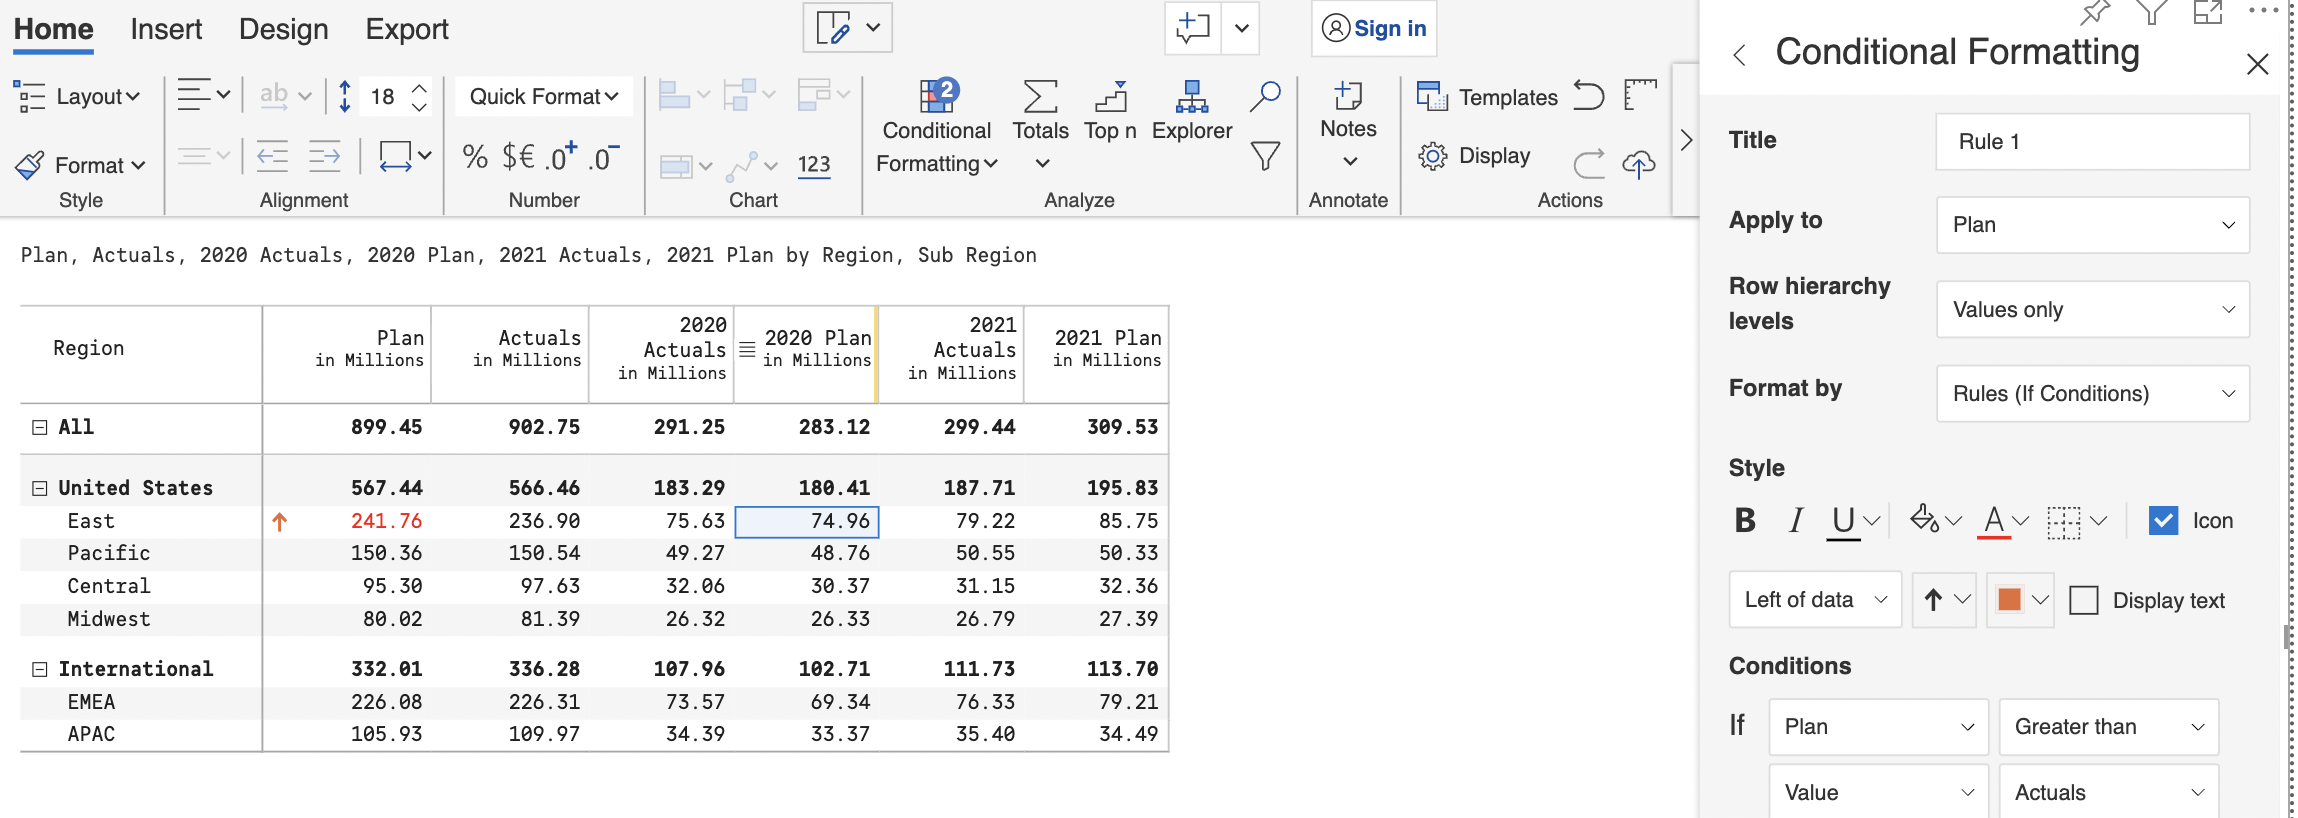 Home Insert Design Export Sign in
Layout ab 18 Quick Format 2 Templates
Conditional Formatting Totals Top n Explorer Notes
Format % $€ .0+ .0- 123 Display
Style Alignment Number Chart Analyze Annotate Actions
Plan, Actuals, 2020 Actuals, 2020 Plan, 2021 Actuals, 2021 Plan by Region, Sub Region
Region Plan in Millions Actuals in Millions 2020 Actuals in Millions 2020 Plan in Millions 2021 Actuals in Millions 2021 Plan in Millions
All 899.45 902.75 291.25 283.12 299.44 309.53
United States 567.44 566.46 183.29 180.41 187.71 195.83
East 241.76 236.90 75.63 74.96 79.22 85.75
Pacific 150.36 150.54 49.27 48.76 50.55 50.33
Central 95.30 97.63 32.06 30.37 31.15 32.36
Midwest 80.02 81.39 26.32 26.33 26.79 27.39
International 332.01 336.28 107.96 102.71 111.73 113.70
EMEA 226.08 226.31 73.57 69.34 76.33 79.21
APAC 105.93 109.97 34.39 33.37 35.40 34.49
Conditional Formatting
Title Rule 1
Apply to Plan
Row hierarchy levels Values only
Format by Rules (If Conditions)
Style
B I U A Icon
Left of data Display text
Conditions
If Plan Greater than
Value Actuals